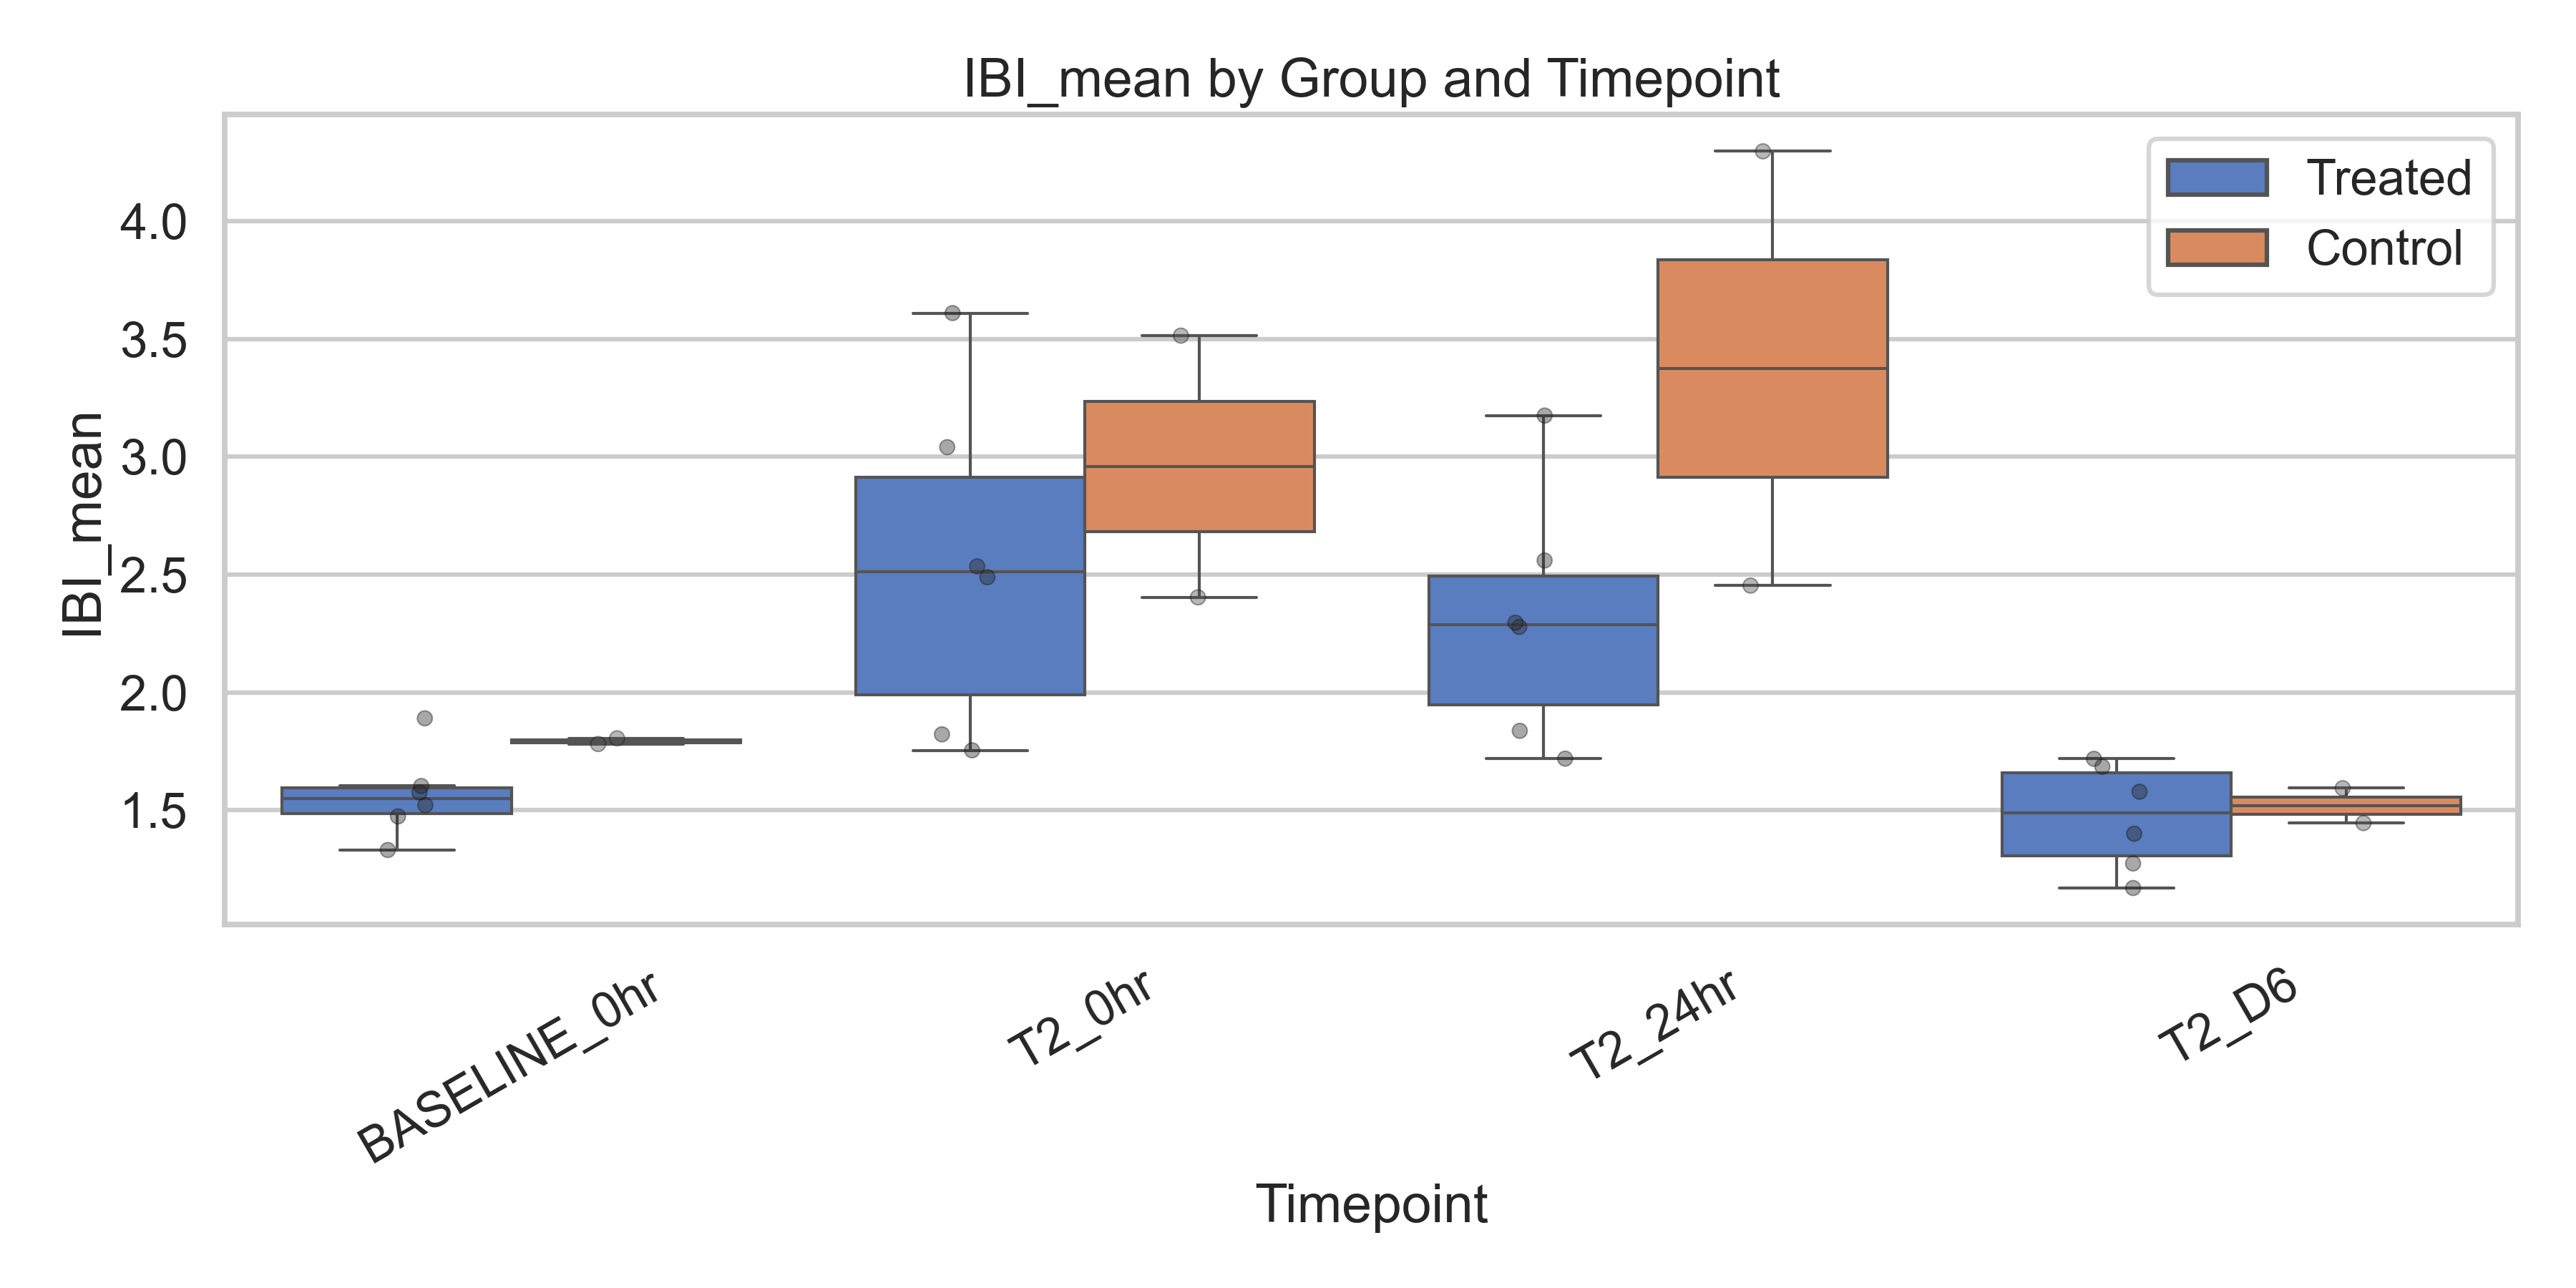 IBI_mean by Group and Timepoint
Treated
Control
IBI_mean
4.0
3.5
3.0
2.5
2.0
1.5
BASELINE_0hr
T2_0hr
T2_24hr
T2_D6
Timepoint